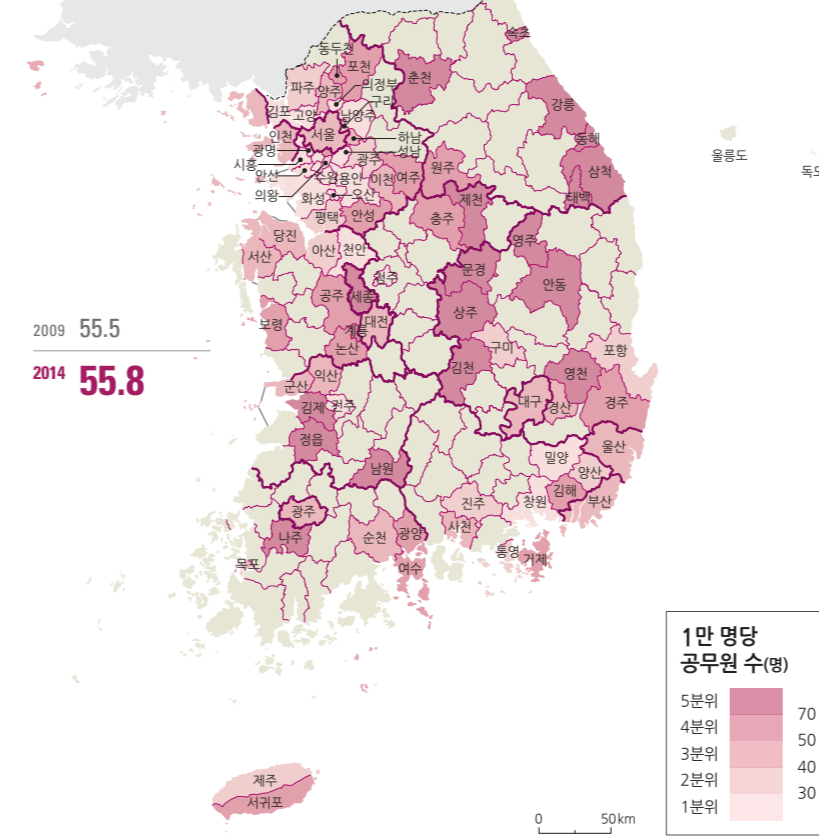 속초
동두천
포천
춘천
파주
양주
의정부
구리
강릉
김포
고양
남양주
인천
서울
하남
동해
울릉도
광명
성남
시흥
광주
삼척
독도
안산
수원
용인
이천
여주
원주
의왕
화성
오산
태백
제천
평택
안성
충주
당진
아산
천안
영주
서산
청주
문경
안동
공주
세종
상주
보령
대전
계룡
논산
구미
포항
2009 55.5
2014 55.8
김천
영천
익산
군산
대구
경산
경주
김제
전주
정읍
울산
밀양
남원
양산
김해
창원
부산
진주
광주
사천
나주
순천
광양
통영
거제
목포
여수
1만 명당
공무원 수(명)
5분위
70
4분위
50
3분위
40
2분위
30
1분위
제주
서귀포
0 50km